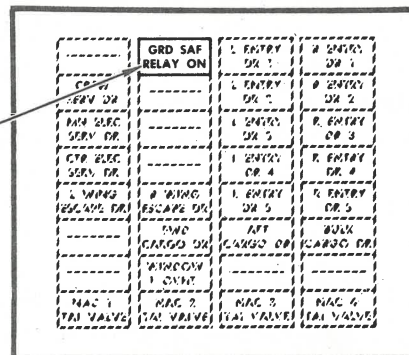 GRD SAF
RELAY ON
L ENTRY
DR 1
R ENTRY
DR 1
CREW
SERV DR
L ENTRY
DR 2
R ENTRY
DR 2
MN ELEC
SERV DR
L ENTRY
DR 3
R ENTRY
DR 3
CTR ELEC
SERV DR
L ENTRY
DR 4
R ENTRY
DR 4
L WING
ESCAPE DR
R WING
ESCAPE DR
L ENTRY
DR 5
R ENTRY
DR 5
FWD
CARGO DR
AFT
CARGO DR
BULK
CARGO DR
WINDOW
OVHT
NAC 1
TAI VALVE
NAC 2
TAI VALVE
NAC 3
TAI VALVE
NAC 4
TAI VALVE